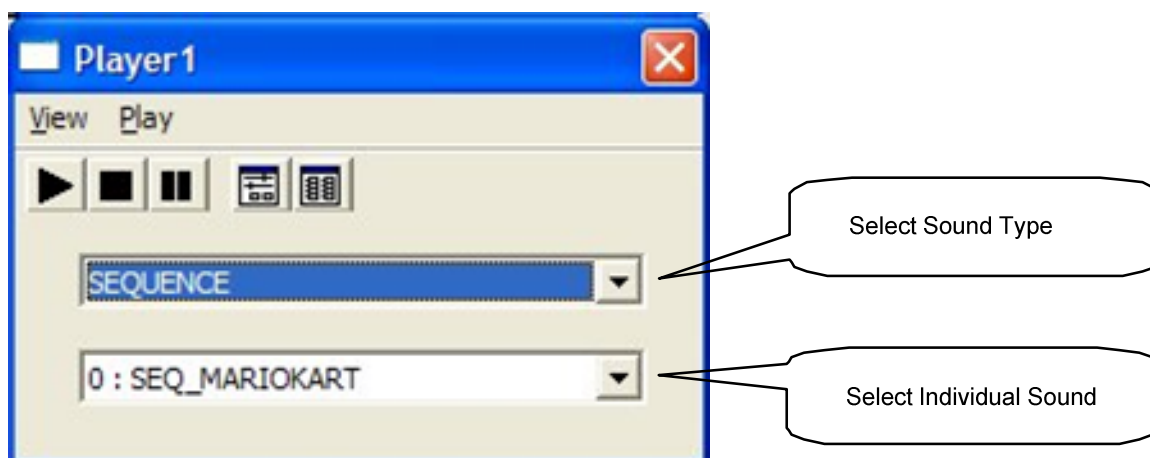 Player1
View Play
Select Sound Type
SEQUENCE
0 : SEQ_MARIOKART
Select Individual Sound